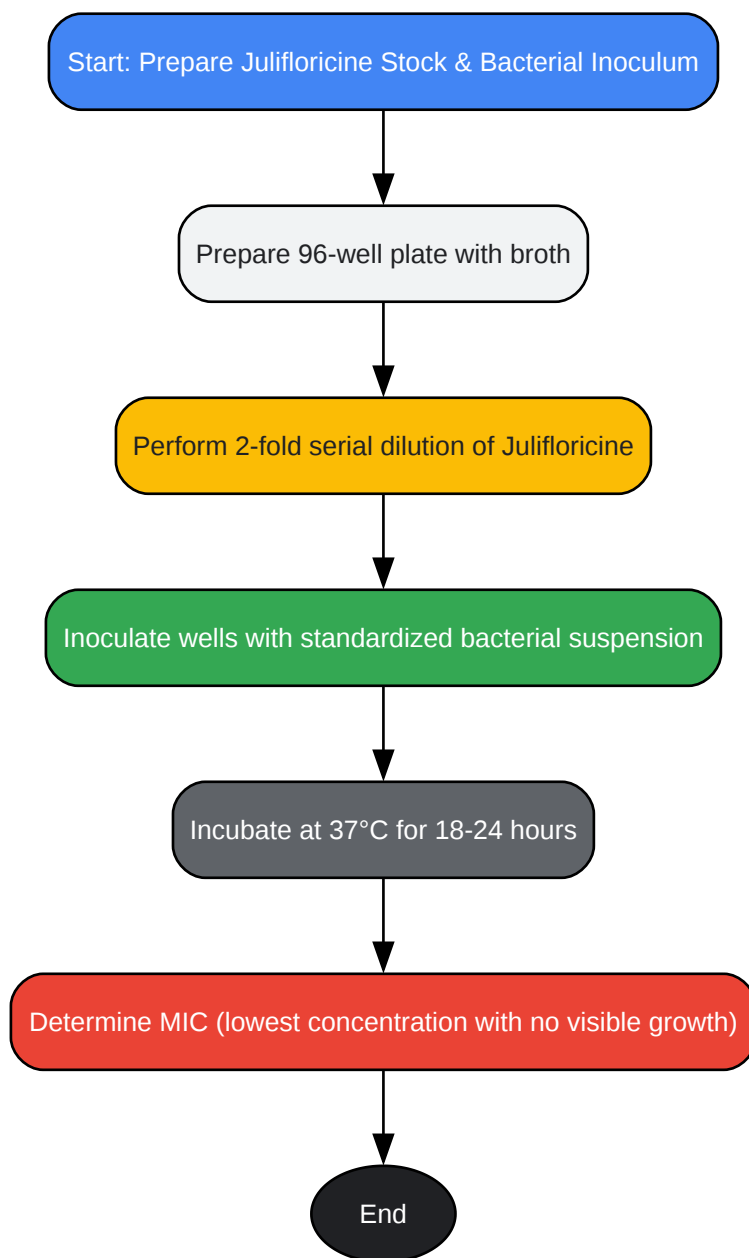 Start: Prepare Julifloricine Stock & Bacterial Inoculum
Prepare 96-well plate with broth
Perform 2-fold serial dilution of Julifloricine
Inoculate wells with standardized bacterial suspension
Incubate at 37°C for 18-24 hours
Determine MIC (lowest concentration with no visible growth)
End